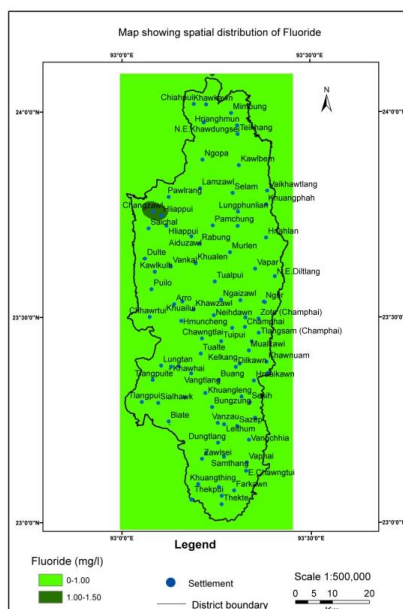 Map showing spatial distribution of Fluoride
93°0'0"N 93°30'0"N
N
24°0'0"N 24°0'0"N
Chiahpui Khawkawn
Mimbung
Hrianghmun
N.E.Khawdungsei Teikhang
Ngopa
Kawlbem
Lamzawl
Pawlrang Selam Vaikhawtlang
Changzawl Lungphunlian Khuangphah
Hliappui
Saichal Pamchung
Hliappui Hnahlan
Rabung
Aiduzawl Murlen
Dulte Khualen
Vankal Vapar
Kawlkulh N.E.Diltlang
Tualpui
Puilo
Arro Ngaizawl Ngur
Khawzawl
Khualiu
Chhawrtui Neihdawn Zote (Champhai)
23°30'0"N 23°30'0"N
Hmuncheng Champhai
Tlangsam (Champhai)
Chawngtlai Tuipui
Mualkawi
Tualte
Lungtan Kelkang Dilkawn Khawnuam
Khawhai
Tlangpuite Buang Hruaikawn
Vangtlang
Khuangleng
Tlangpui Sialhawk Bungzung Sesih
Biate Vanzau Sazep
Leithum
Dungtlang Vangchhia
Zawlsei Vaphai
Samthang
E.Chawngtui
Khuangthing
Thekpui Farkawn
Thekte
23°0'0"N 23°0'0"N
93°0'0"N 93°30'0"N
Legend
Fluoride (mg/l)
0-1.00
1.00-1.50
Settlement
District boundary
Scale 1:500,000
10 5 0 10 20
Km